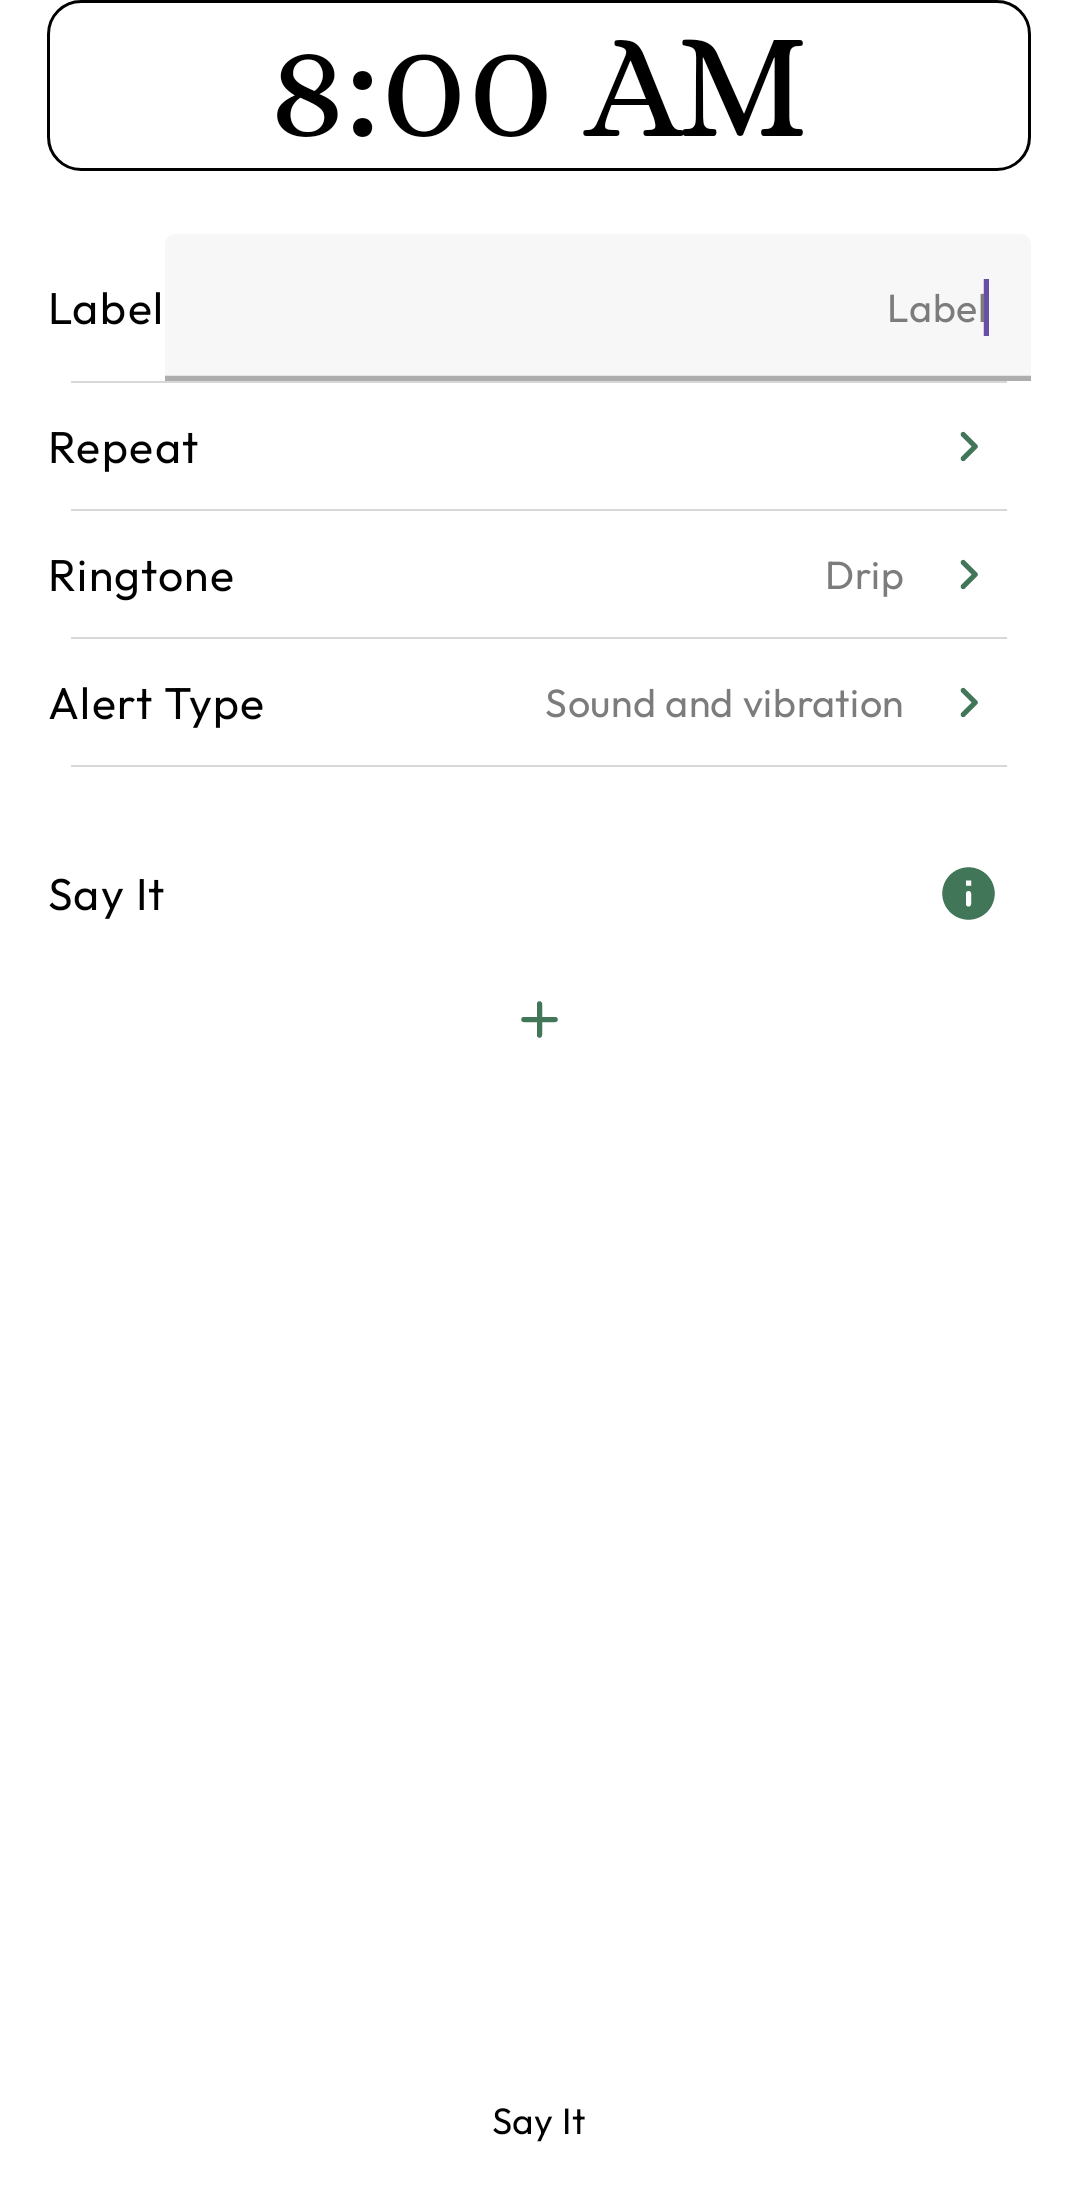 8:00 AM
Label Label
Repeat
Ringtone Drip
Alert Type Sound and vibration
Say It
Say It